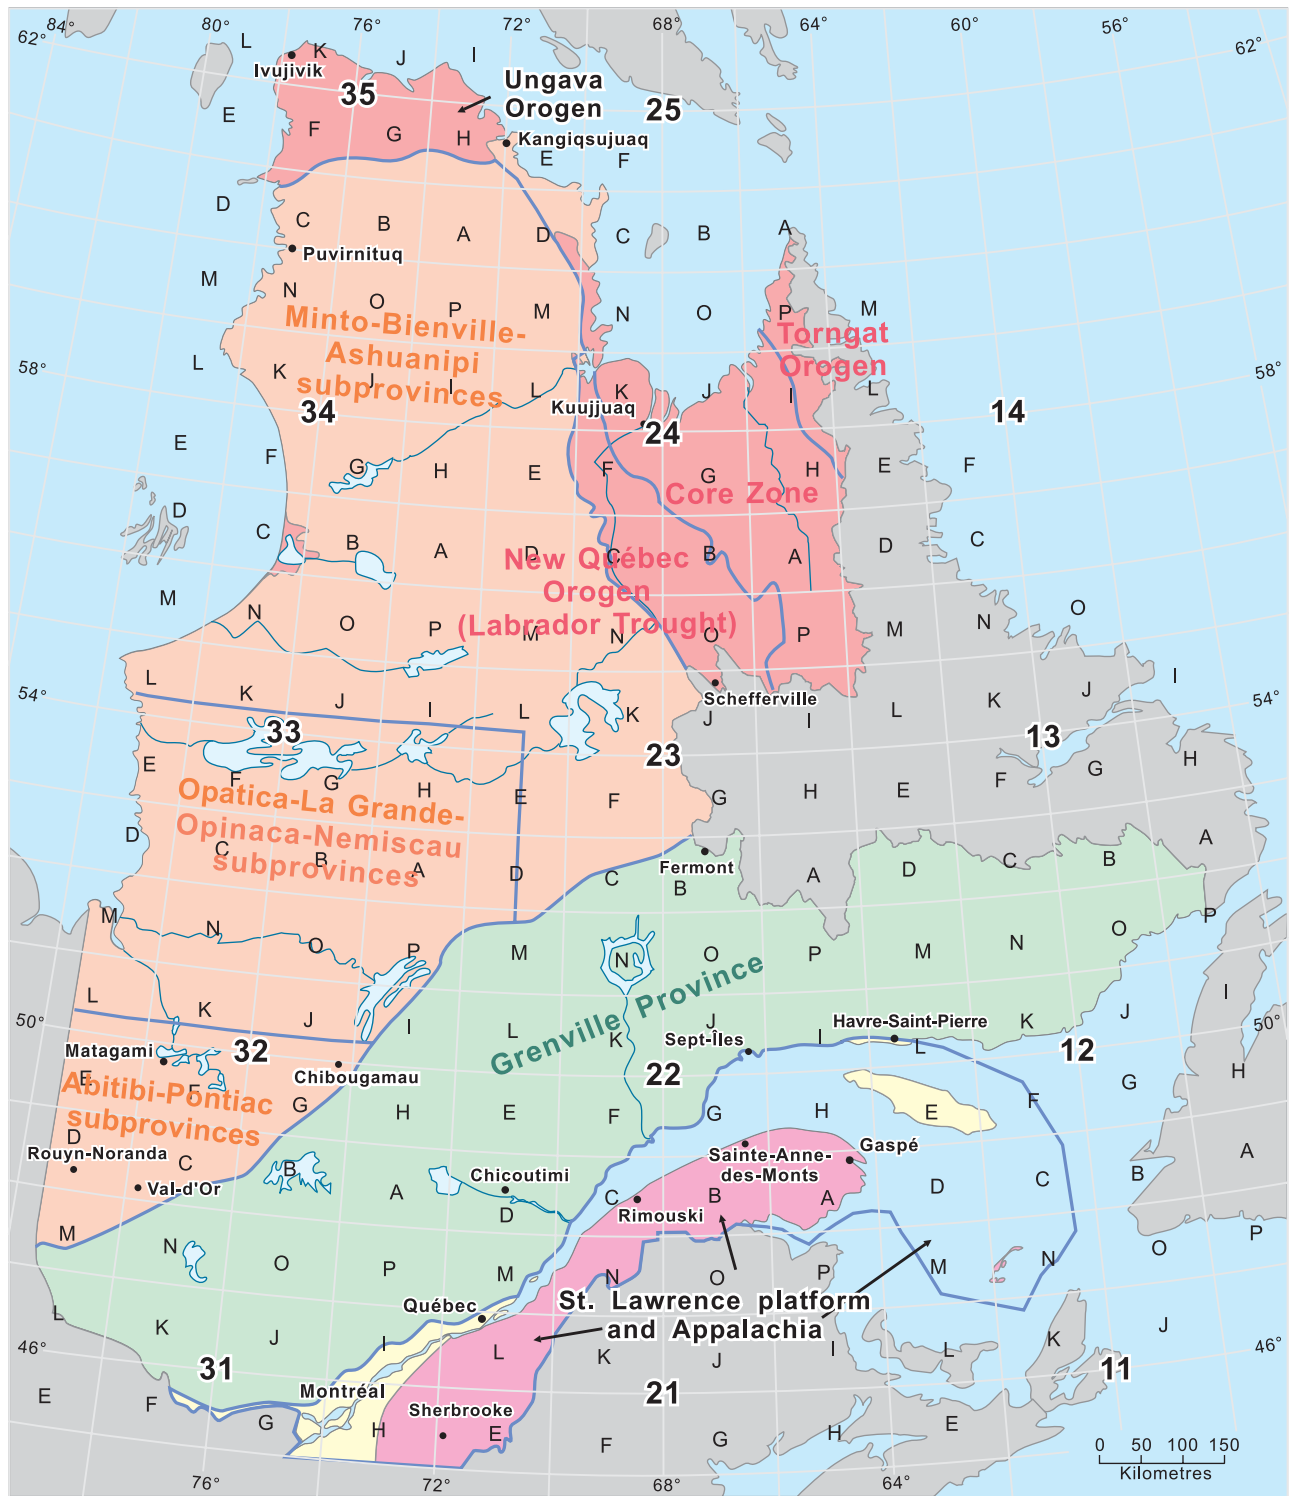 84° 80° 76° 72° 68° 64° 60° 56°
62° 62°
L K J I
Ivujivik
35
Ungava
Orogen
25
E F G H
Kangiqsujuaq
E F
D C B A D C B A
Puvirnituq
M N O P M N O P M
Minto-Bienville-
Ashuanipi
subprovinces
Torngat
Orogen
58° 58°
L K J I L K J I L
Kuujjuaq
34 24 14
E F G H E F G H E F
Core Zone
D C B A D C B A D C
New Québec
Orogen
(Labrador Trought)
M N O P M N O P M N O
Schefferville
54° 54°
L K J I L K J I L K J I
33 23 13
E F G H E F G H E F G H
Opatica-La Grande-
Opinaca-Nemiscau
subprovinces
D C B A D C B A D C B A
Fermont
M N O P M N O P M N O P
Grenville Province
L K J I L K J I L K J I
50° 50°
Sept-Îles
Havre-Saint-Pierre
Matagami
32 22 12
Chibougamau
E F G H E F G H E F G H
Abitibi-Pontiac
subprovinces
D C B A D C B A D C B A
Rouyn-Noranda
Val-d'Or
Chicoutimi
Sainte-Anne-
des-Monts
Gaspé
Rimouski
M N O P M N O P M N O P
Québec
St. Lawrence platform
and Appalachia
L K J I L K J I L K J
46° 46°
31 21 11
Montréal
Sherbrooke
E F G H E F G H E
0 50 100 150
Kilometres
76° 72° 68° 64°